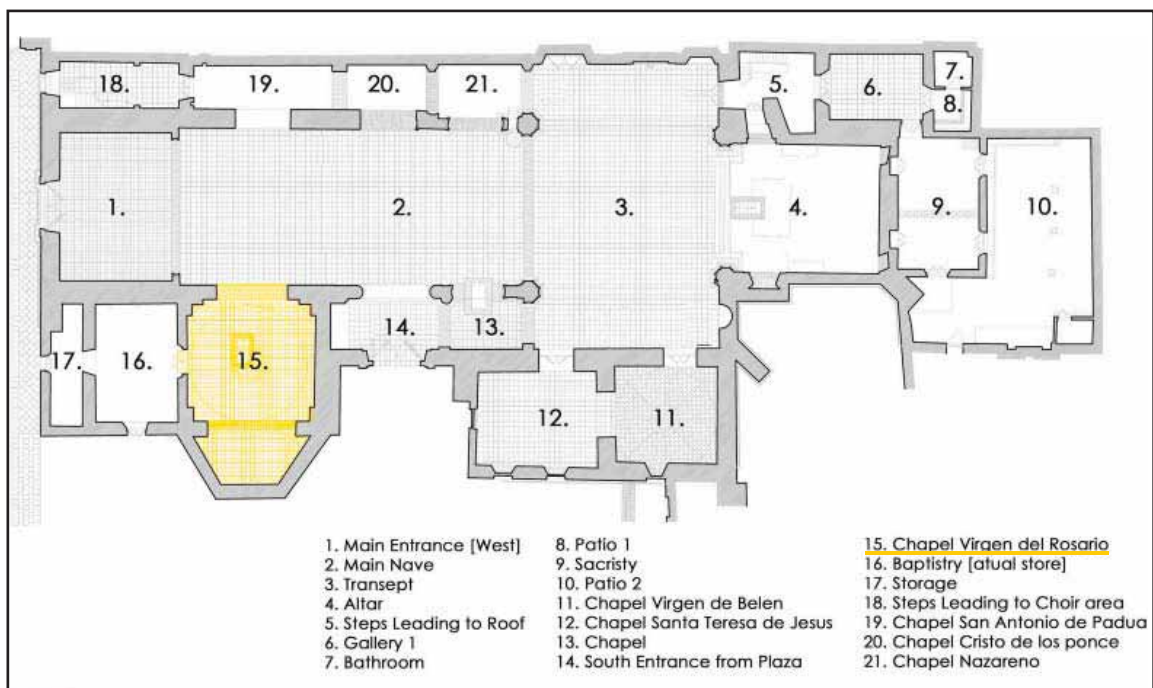 18.
19.
20.
21.
5.
6.
7.
8.
1.
2.
3.
4.
9.
10.
17.
16.
15.
14.
13.
12.
11.
1. Main Entrance [West]
2. Main Nave
3. Transept
4. Altar
5. Steps Leading to Roof
6. Gallery 1
7. Bathroom
8. Patio 1
9. Sacristy
10. Patio 2
11. Chapel Virgen de Belen
12. Chapel Santa Teresa de Jesus
13. Chapel
14. South Entrance from Plaza
15. Chapel Virgen del Rosario
16. Baptistry [atual store]
17. Storage
18. Steps Leading to Choir area
19. Chapel San Antonio de Padua
20. Chapel Cristo de los ponce
21. Chapel Nazareno